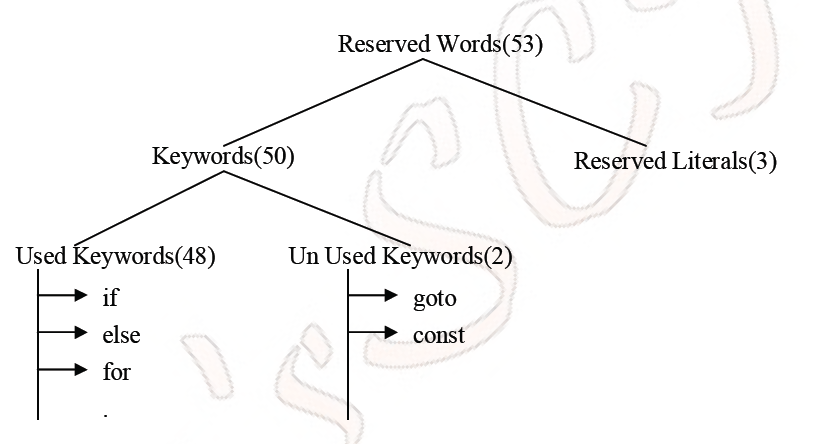 Reserved Words(53)
Keywords(50)
Reserved Literals(3)
Used Keywords(48)
Un Used Keywords(2)
if
goto
else
const
for
.